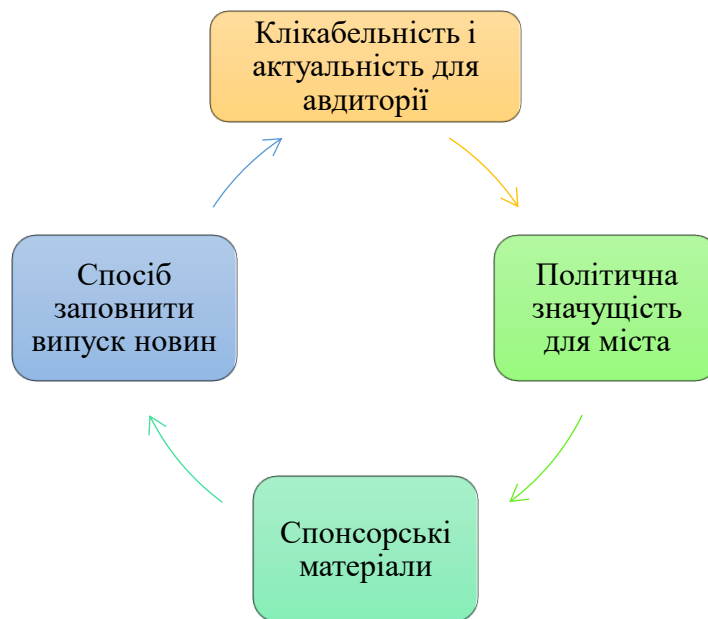 Клікабельність і
актуальність для
авдиторії
Політична
значущість
для міста
Спонсорські
матеріали
Спосіб
заповнити
випуск новин